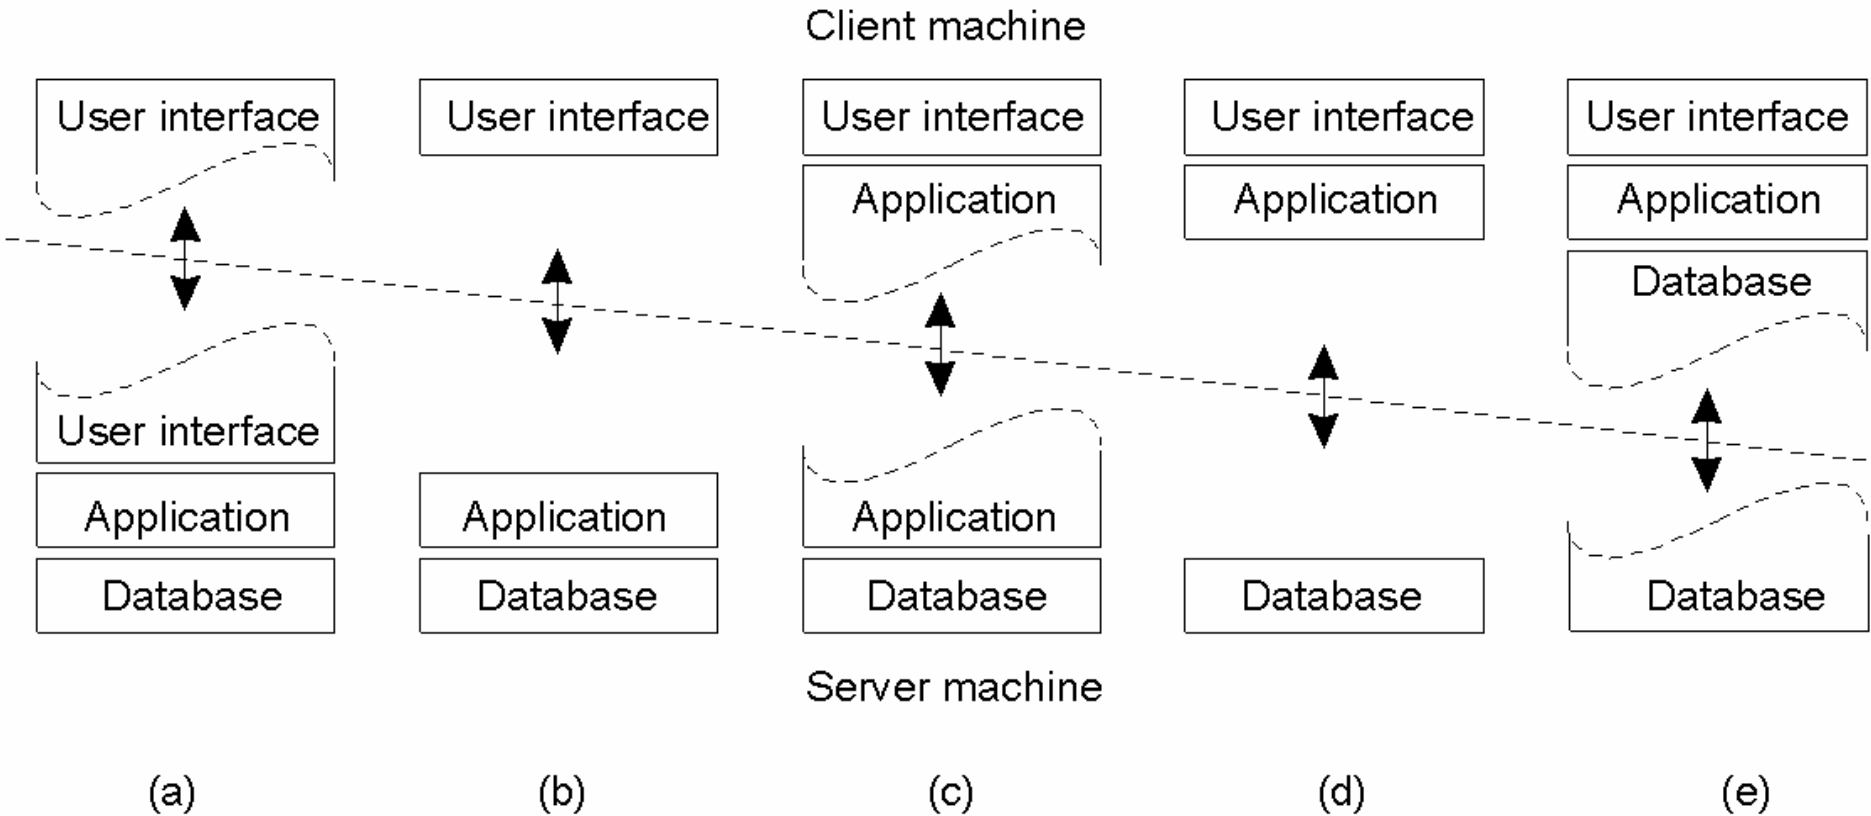 Client machine
User interface
User interface
User interface
User interface
User interface
Application
Application
Application
Database
User interface
Application
Application
Application
Database
Database
Database
Database
Database
Server machine
(a)
(b)
(c)
(d)
(e)